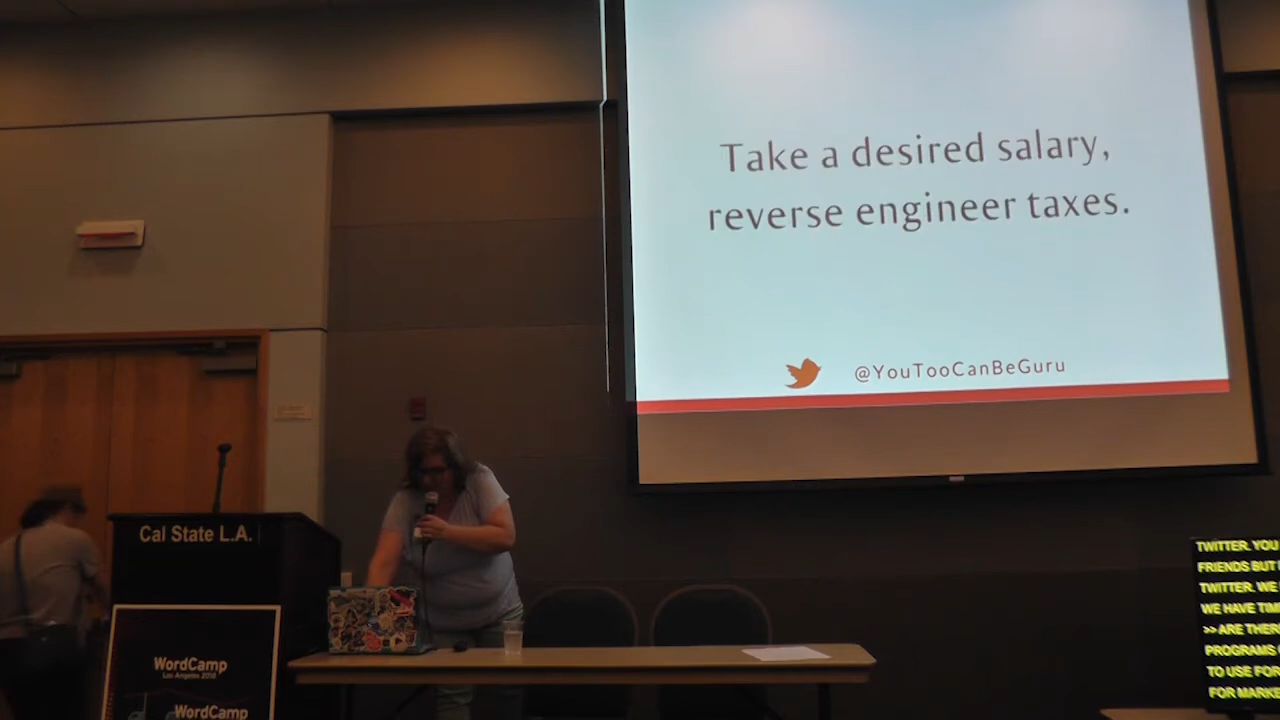 Take a desired salary,
reverse engineer taxes.
@YouTooCanBeGuru
Cal State L.A.
WordCamp
Los Angeles 2018
WordCamp
TWITTER. YOU
FRIENDS BUT
TWITTER. WE
WE HAVE TIM
>> ARE THER
PROGRAMS
TO USE FOR
FOR MARKE